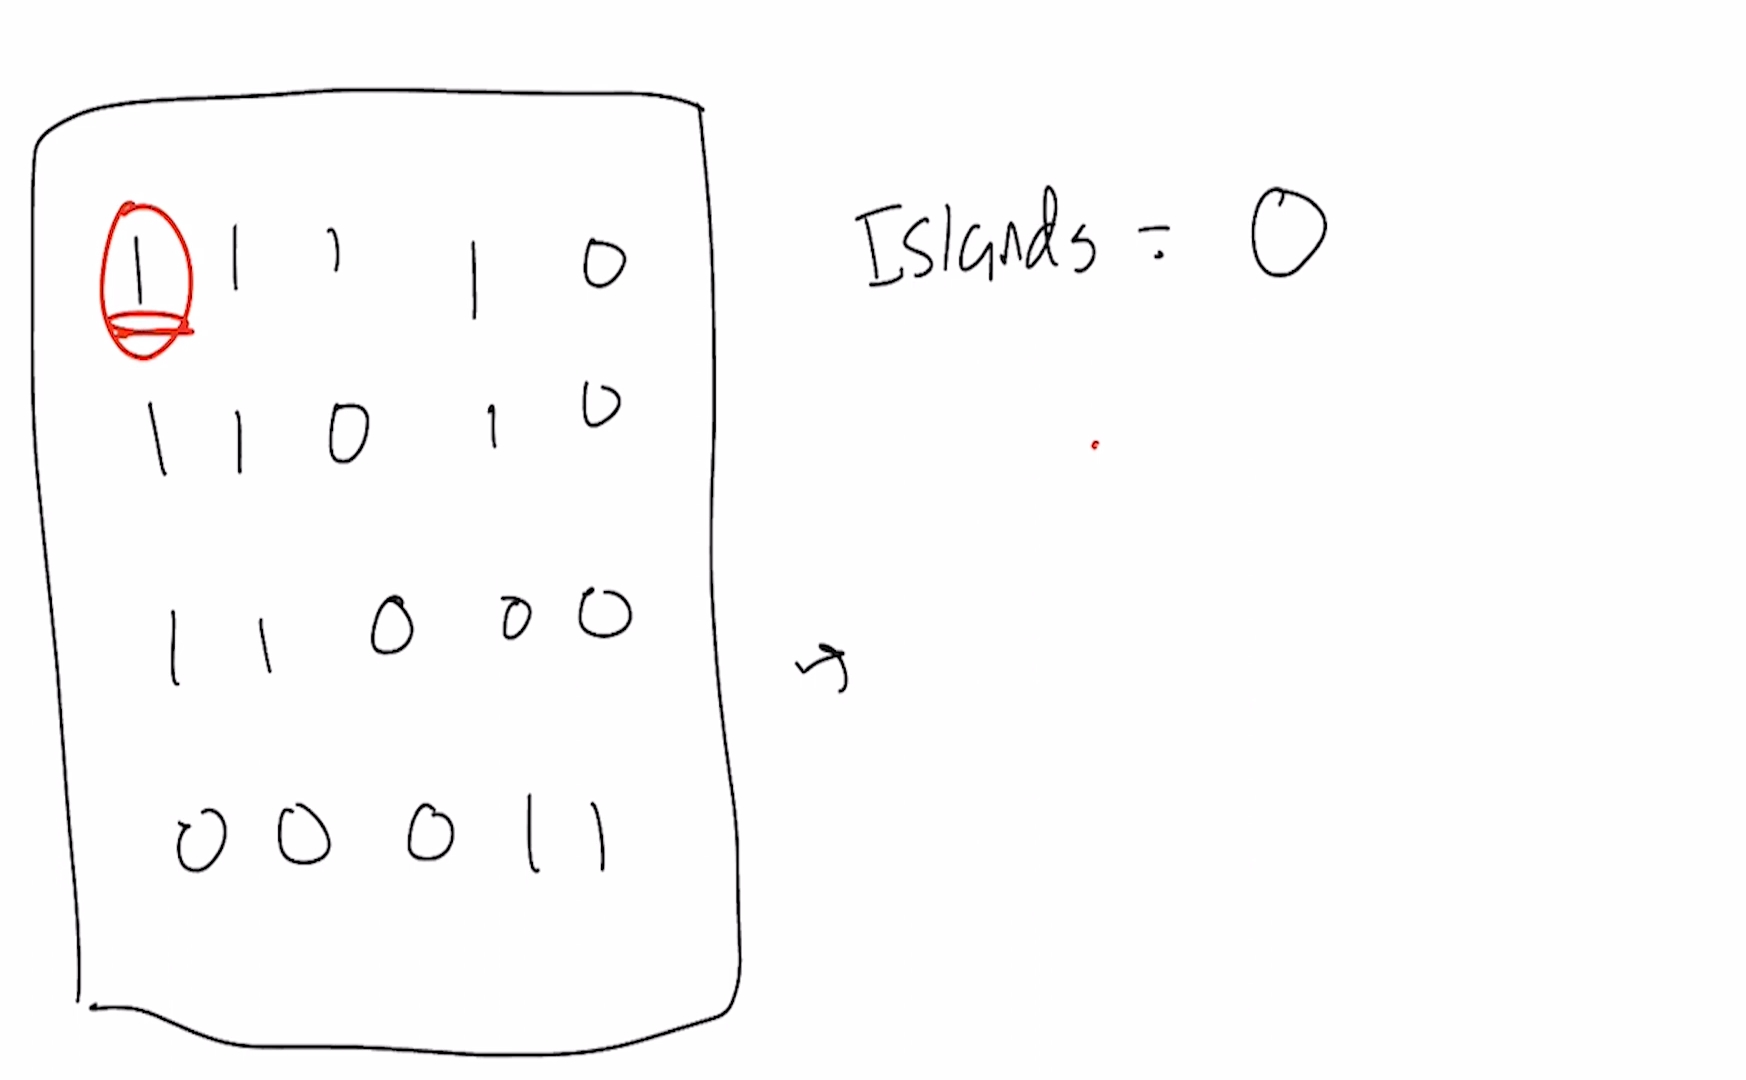 1 1 1 1 0
Islands = 0
1 1 0 1 0
1 1 0 0 0
0 0 0 1 1